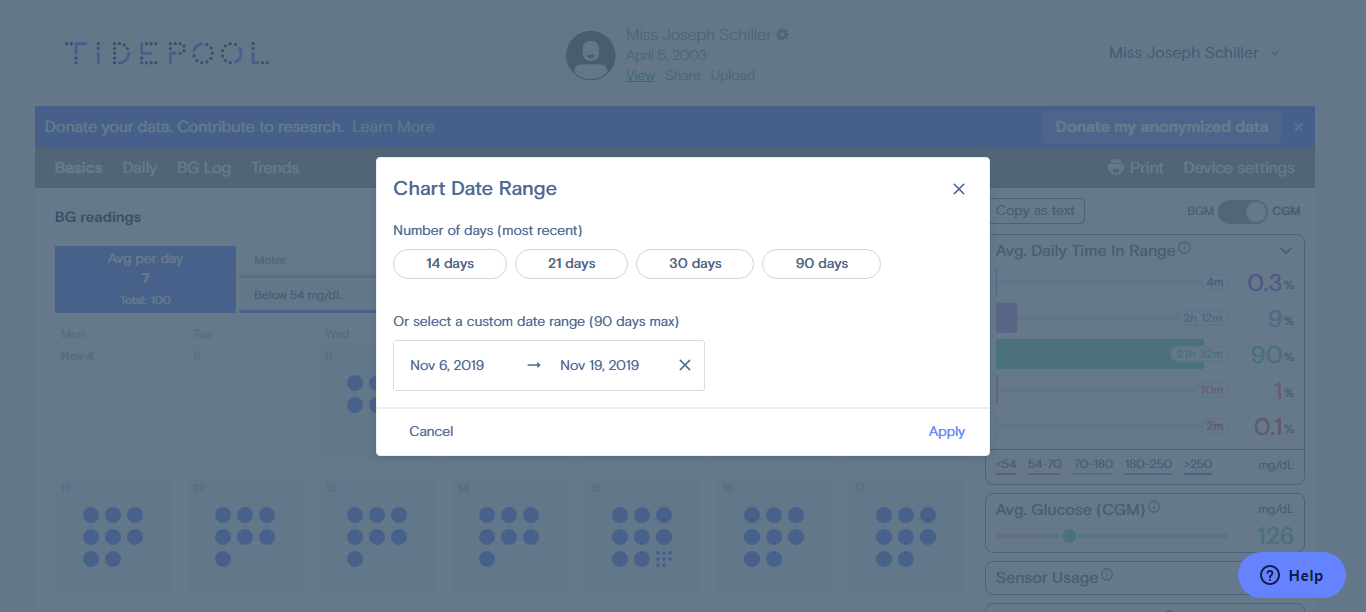 TIDEPOOL
Miss Joseph Schiller
April 5, 2003
View Share Upload
Miss Joseph Schiller
Donate your data. Contribute to research. Learn More
Donate my anonymized data
Basics Daily BG Log Trends
Print Device settings
Chart Date Range
Number of days (most recent)
14 days 21 days 30 days 90 days
Or select a custom date range (90 days max)
Nov 6, 2019 → Nov 19, 2019
Cancel Apply
BG readings
Avg per day
7
Total: 100
Meter
Below 54 mg/dL
Mon Tue Wed
Nov 4 5 6
11 12 13 14 15 16 17
Copy as text
BGM CGM
Avg. Daily Time In Range
4m 0.3%
2h 12m 9%
21h 32m 90%
10m 1%
2m 0.1%
<54 54-70 70-180 180-250 >250 mg/dL
Avg. Glucose (CGM) mg/dL
126
Sensor Usage
Help